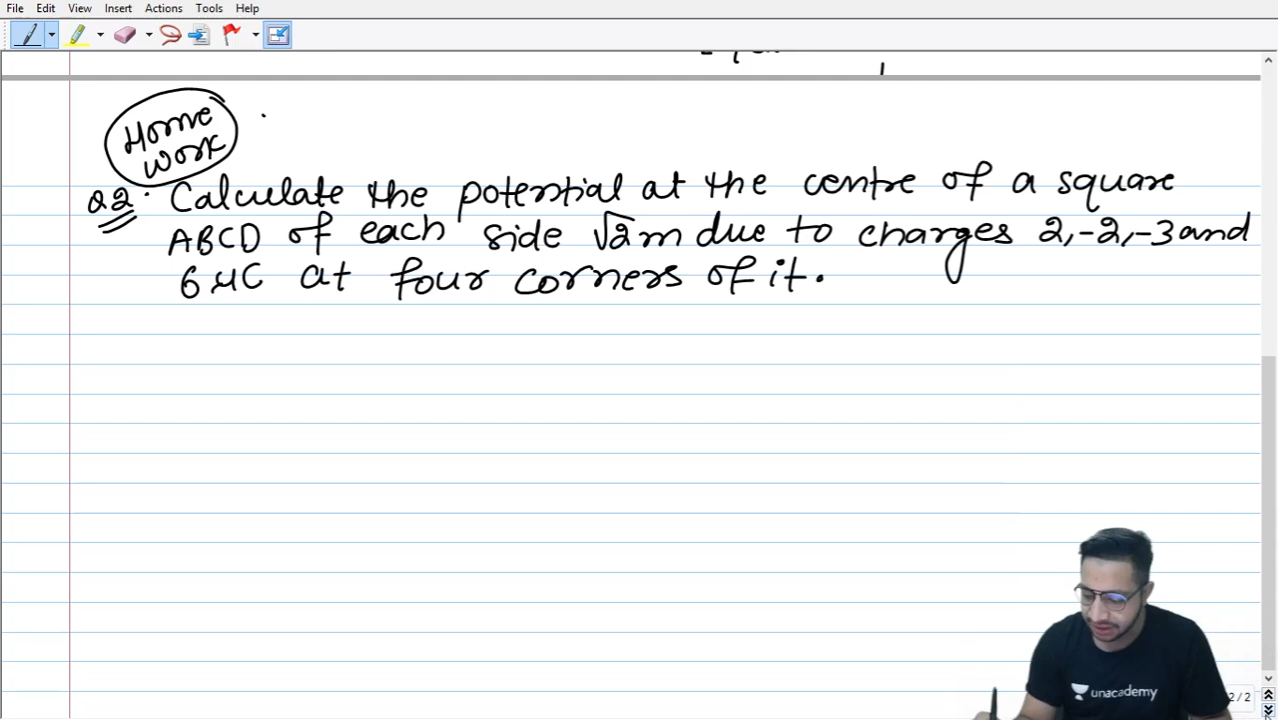 File Edit View Insert Actions Tools Help
Home
work
Q2. Calculate the potential at the centre of a square
ABCD of each side √2m due to charges 2,-2,-3 and
6 μC at four corners of it.
unacademy
2 / 2